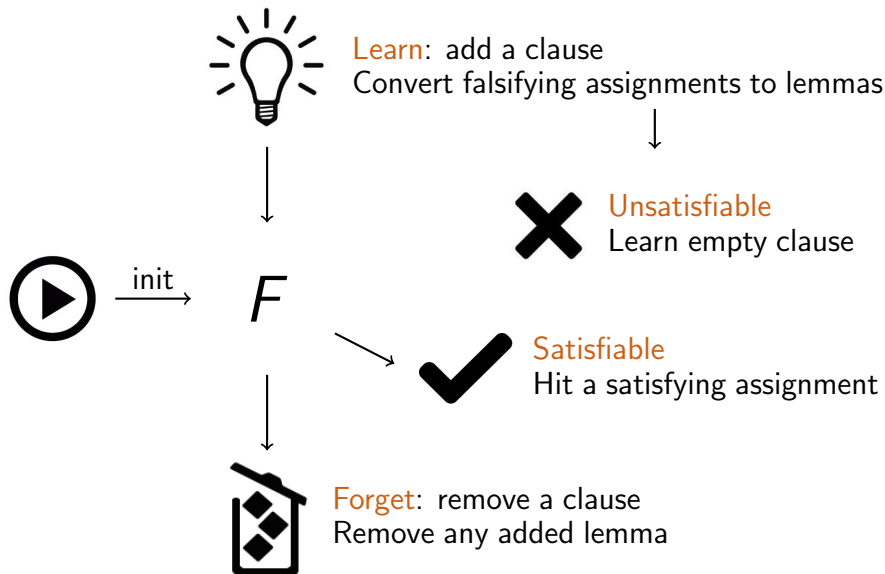 Learn: add a clause
Convert falsifying assignments to lemmas
Unsatisfiable
Learn empty clause
init
F
Satisfiable
Hit a satisfying assignment
Forget: remove a clause
Remove any added lemma